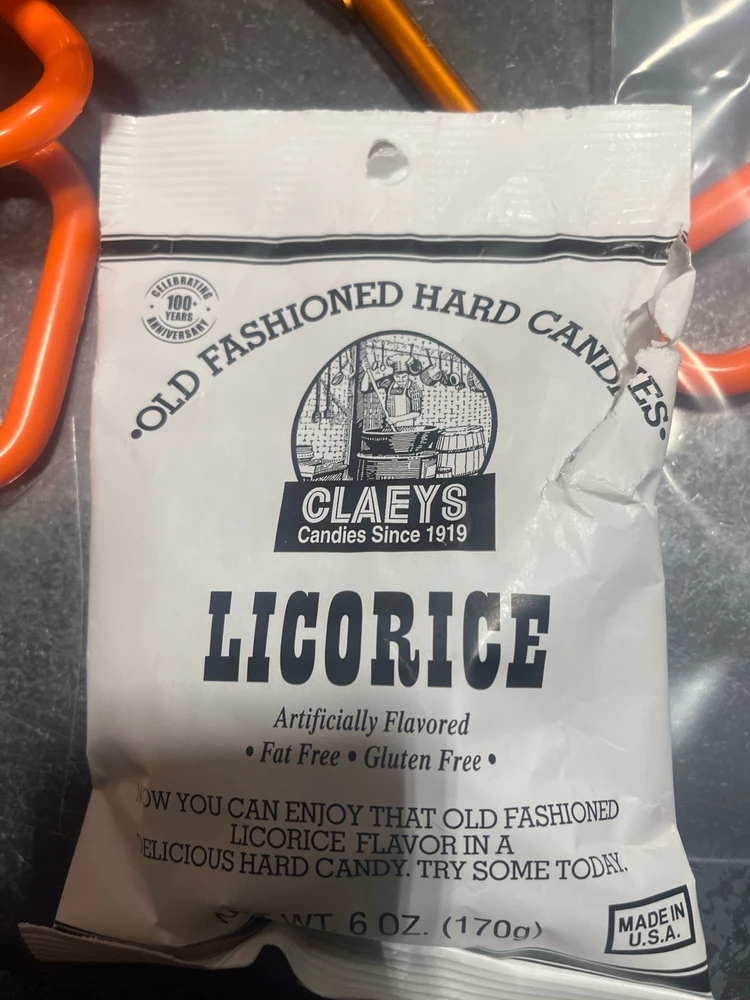 CELEBRATING
100+
YEARS
ANNIVERSARY
•OLD FASHIONED HARD CANDIES•
CLAEYS
Candies Since 1919
LICORICE
Artificially Flavored
• Fat Free • Gluten Free •
NOW YOU CAN ENJOY THAT OLD FASHIONED
LICORICE FLAVOR IN A
DELICIOUS HARD CANDY. TRY SOME TODAY.
WT. 6 OZ. (170g)
MADE IN
U.S.A.